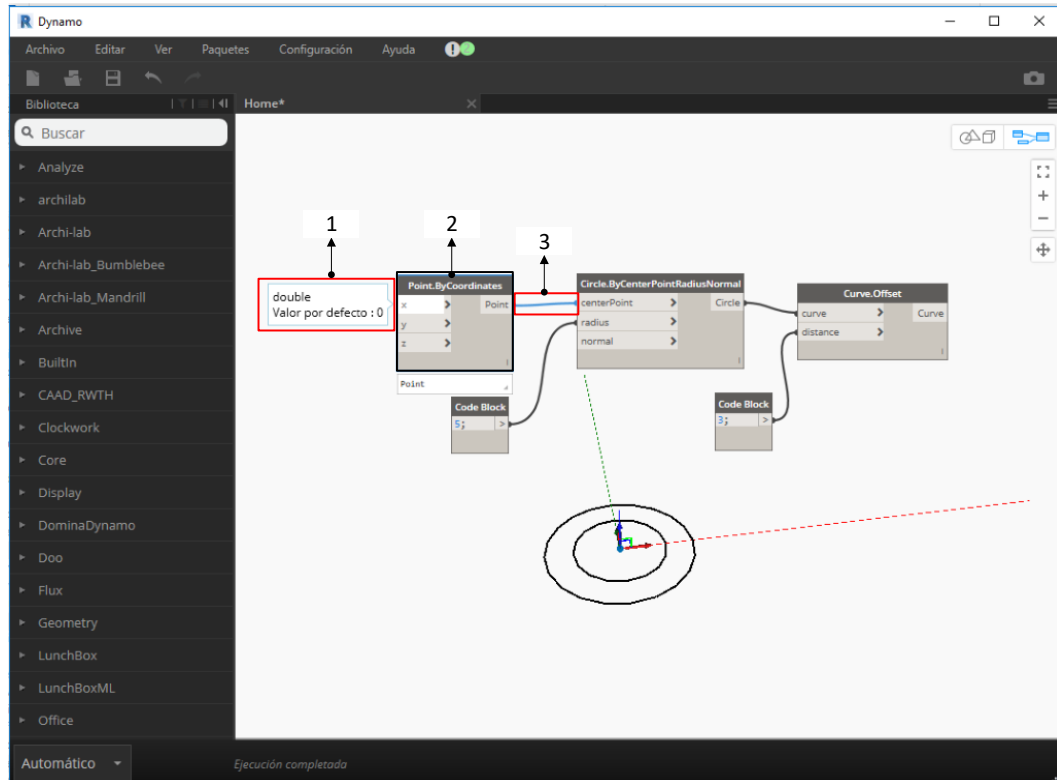 Dynamo
Archivo Editar Ver Paquetes Configuración Ayuda
Biblioteca
Home*
Buscar
Analyze
archilab
Archi-lab
Archi-lab_Bumblebee
Archi-lab_Mandrill
Archive
BuiltIn
CAAD_RWTH
Clockwork
Core
Display
DominaDynamo
Doo
Flux
Geometry
LunchBox
LunchBoxML
Office
1
2
3
double
Valor por defecto : 0
Point.ByCoordinates
x Point
y
z
Point
Code Block
5; >
Circle.ByCenterPointRadiusNormal
centerPoint Circle
radius
normal
Code Block
3; >
Curve.Offset
curve Curve
distance
Automático
Ejecución completada